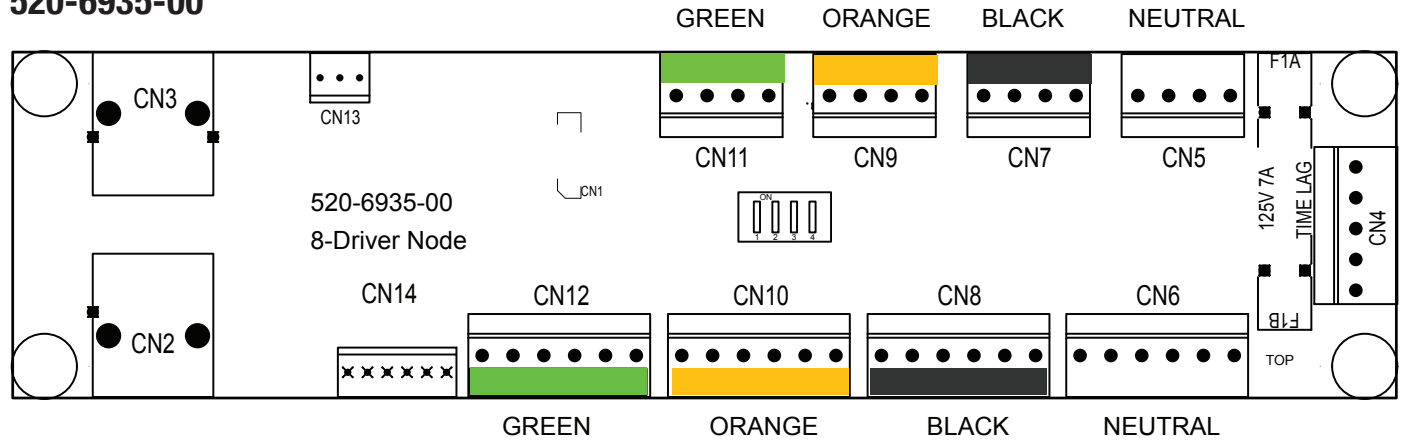 520-6935-00
GREEN ORANGE BLACK NEUTRAL
CN3
CN13
CN11 CN9 CN7 CN5
F1A
125V 7A
TIME LAG
CN4
CN1
520-6935-00
8-Driver Node
ON
1 2 3 4
CN2
CN14 CN12 CN10 CN8 CN6
F1B
TOP
GREEN ORANGE BLACK NEUTRAL